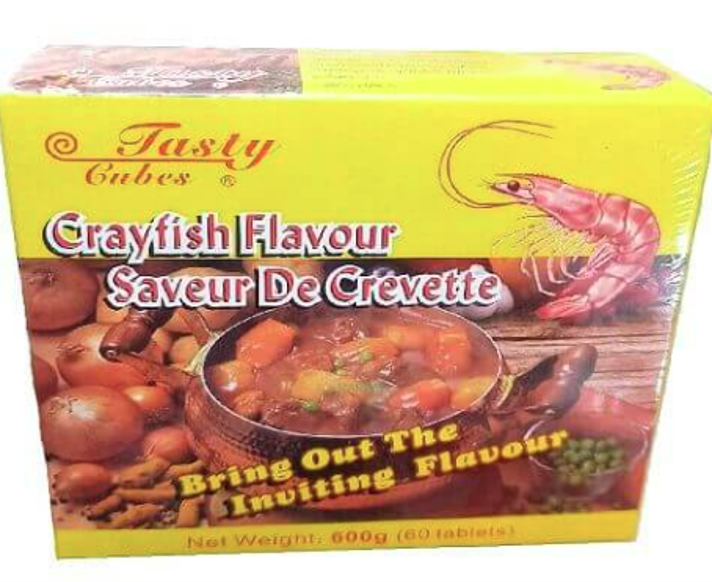 Tasty
Cubes ®
Crayfish Flavour
Saveur De Crevette
Bring Out The
Inviting Flavour
Net Weight: 600g (60 tablets)